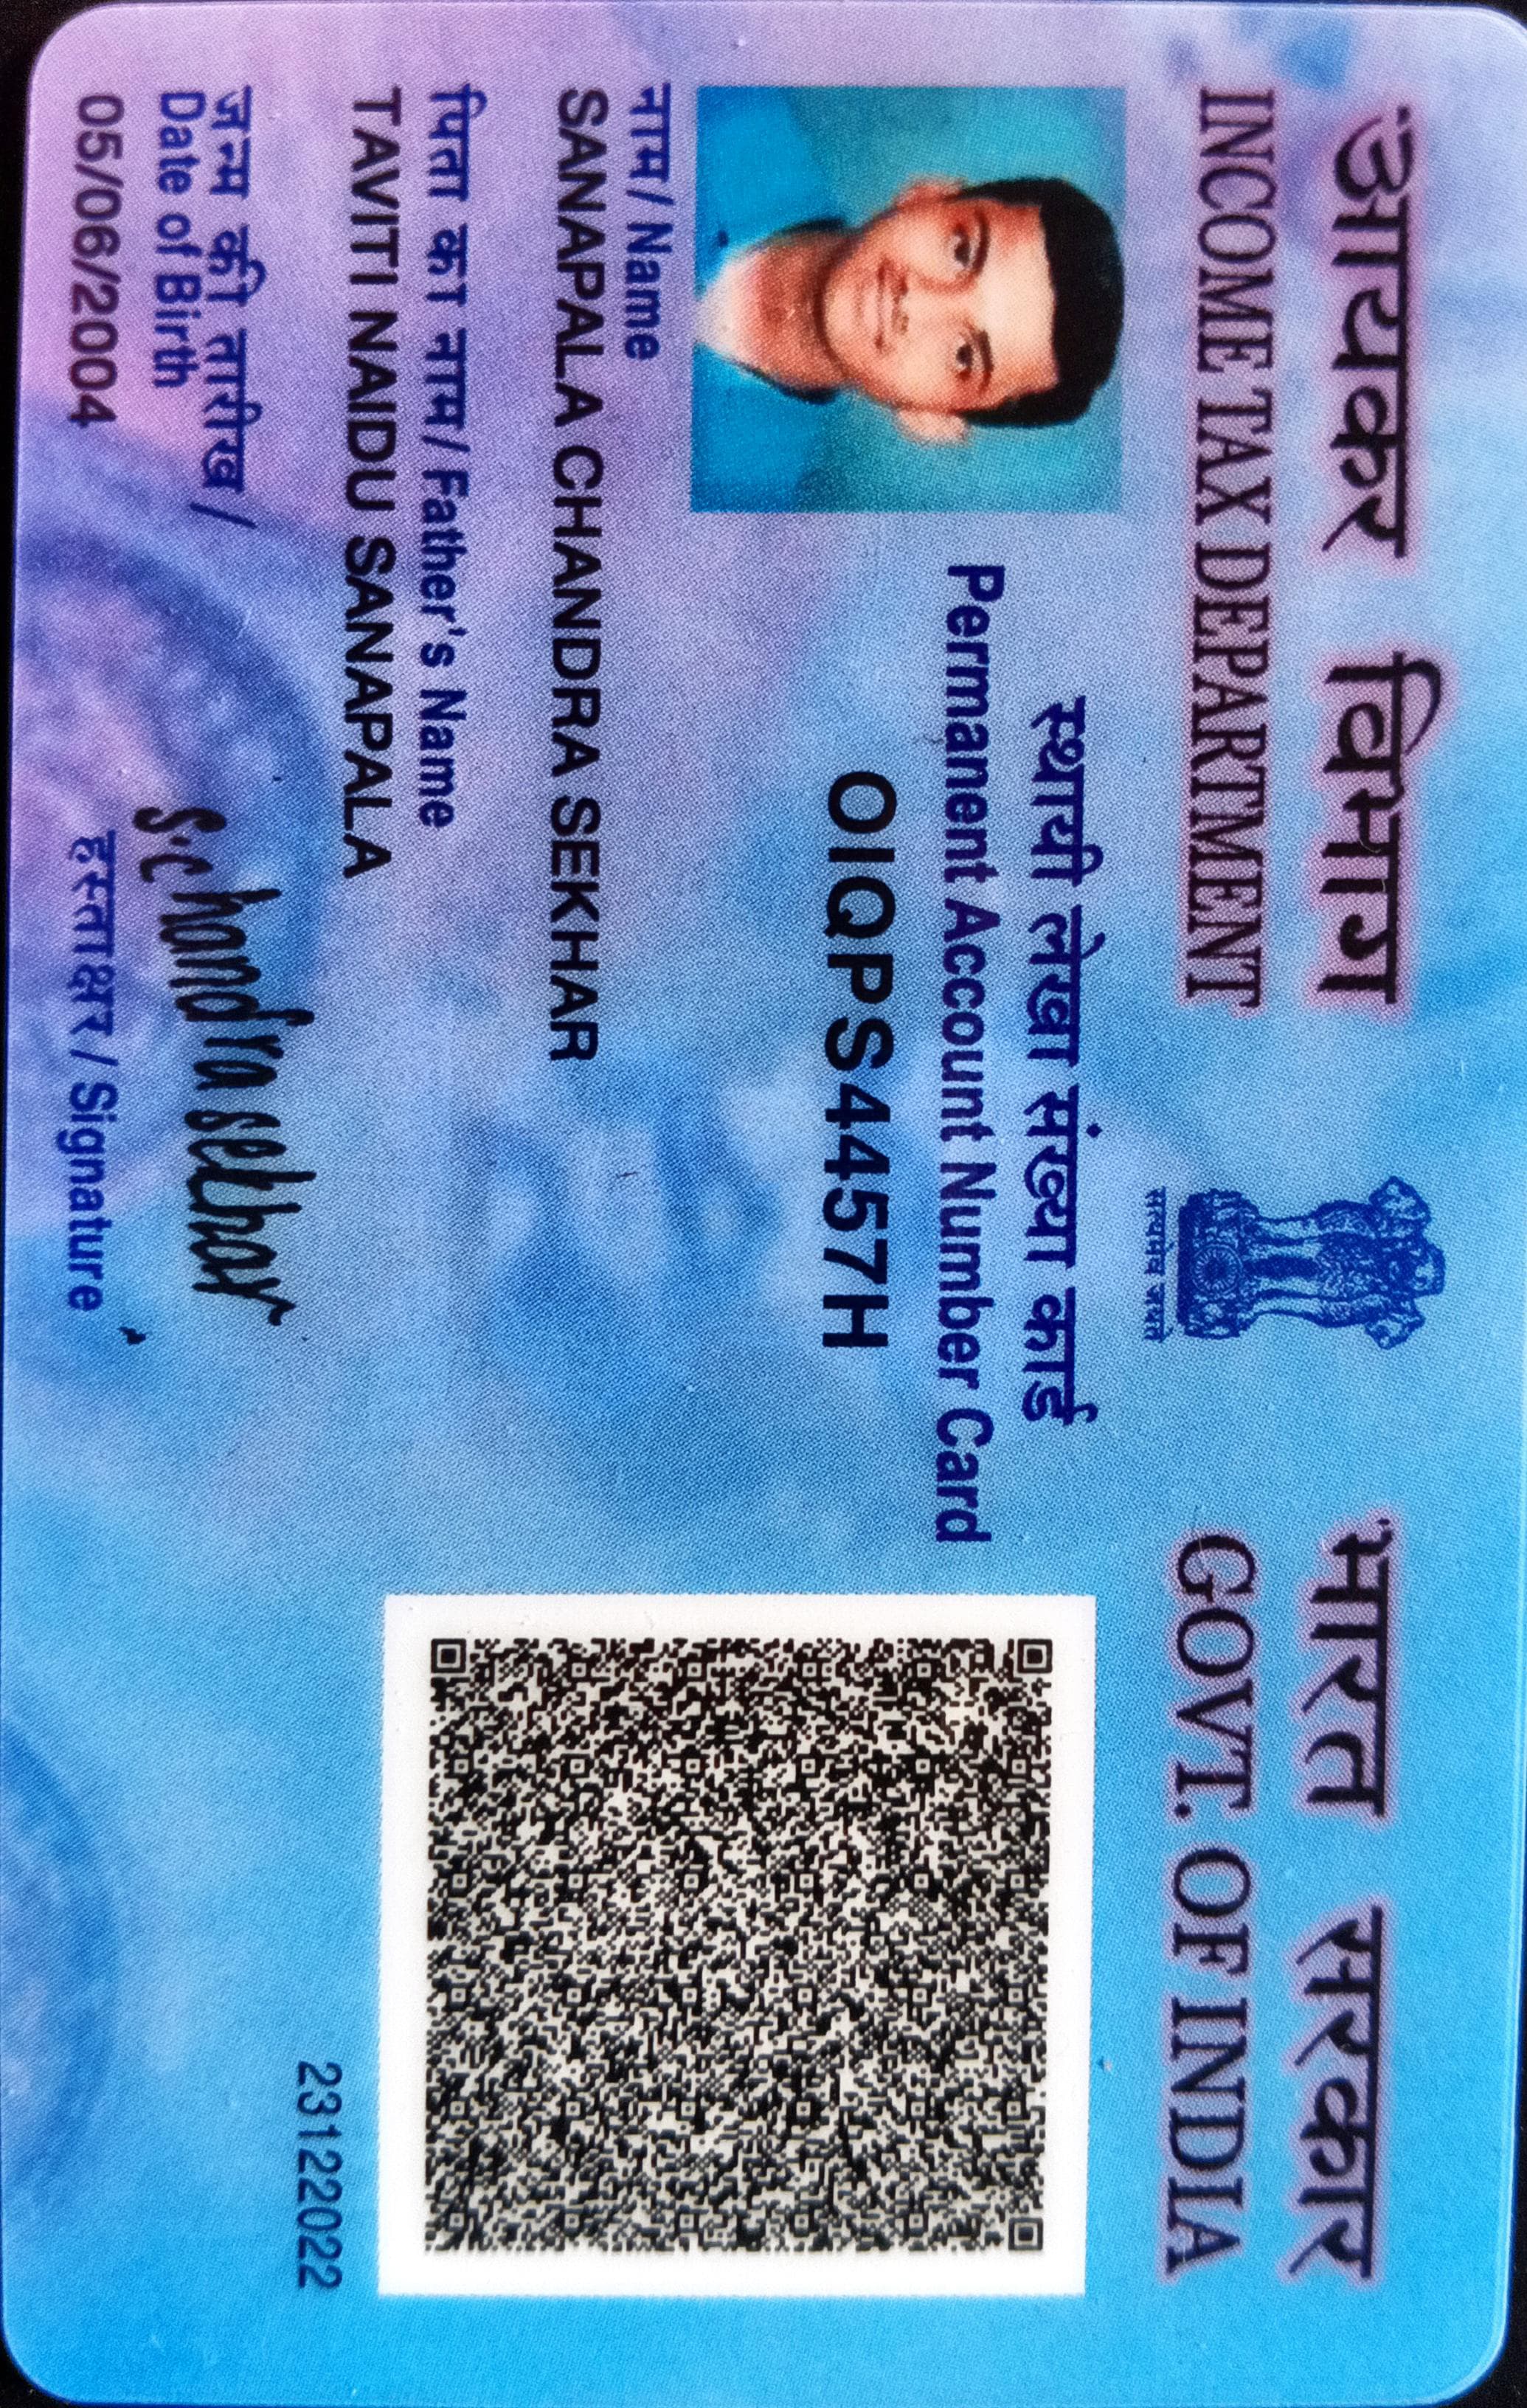 आयकर विभाग
INCOME TAX DEPARTMENT
सत्यमेव जयते
भारत सरकार
GOVT. OF INDIA
स्थायी लेखा संख्या कार्ड
Permanent Account Number Card
OIQPS4457H
नाम / Name
SANAPALA CHANDRA SEKHAR
पिता का नाम / Father's Name
TAVITI NAIDU SANAPALA
जन्म की तारीख /
Date of Birth
05/06/2004
S.Chandra sekhar
हस्ताक्षर / Signature
23122022